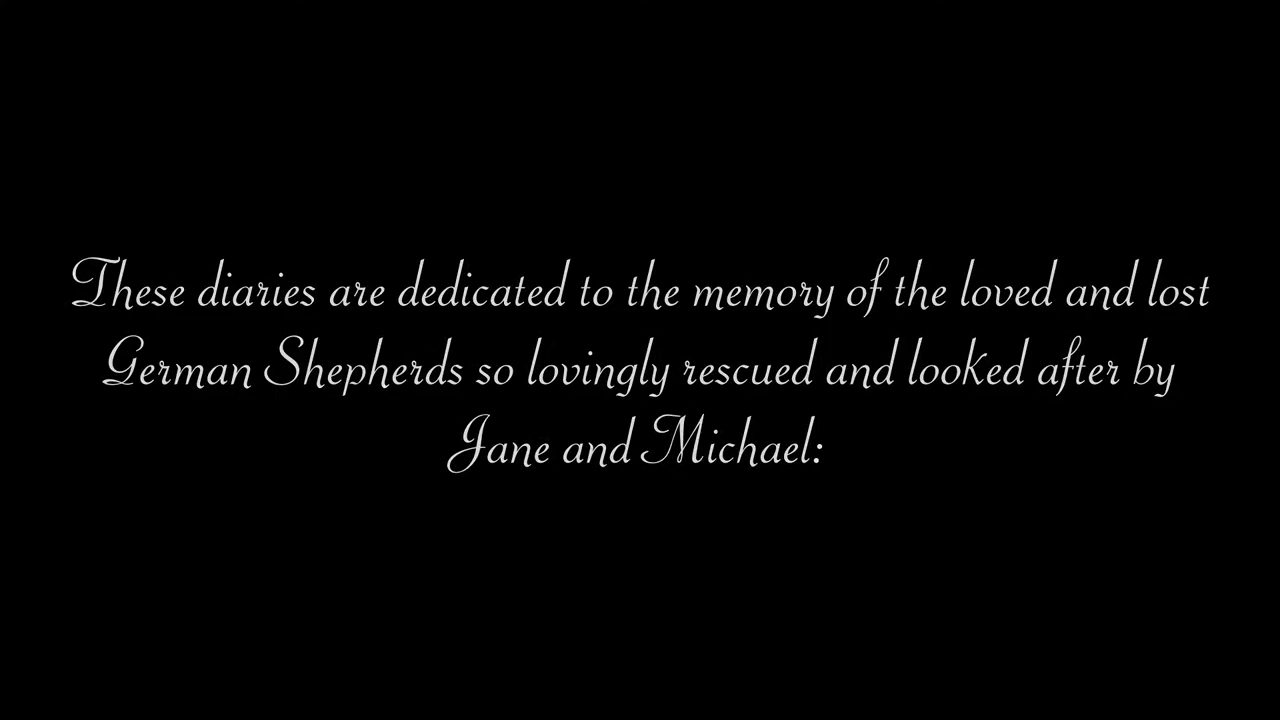 These diaries are dedicated to the memory of the loved and lost
German Shepherds so lovingly rescued and looked after by
Jane and Michael: